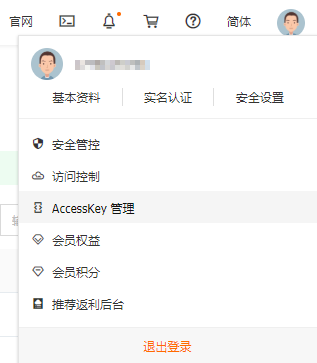 官网 简体
基本资料 实名认证 安全设置
安全管控
访问控制
AccessKey 管理
会员权益
会员积分
推荐返利后台
退出登录